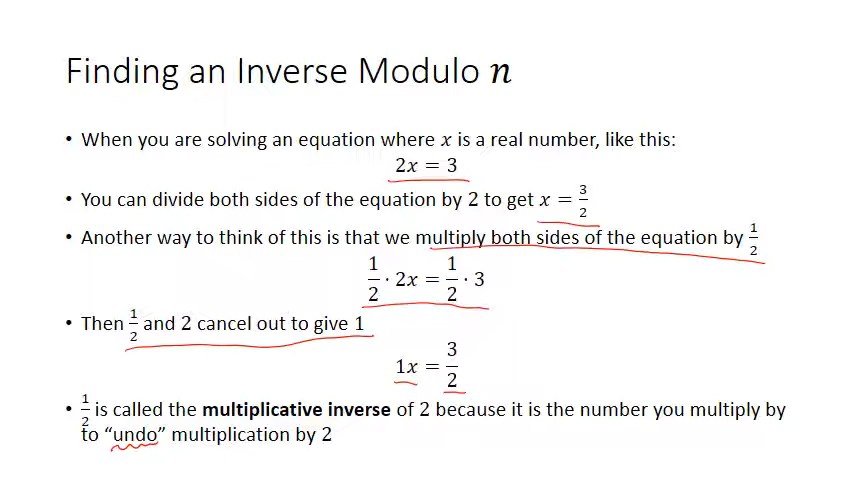 Finding an Inverse Modulo n
• When you are solving an equation where x is a real number, like this:
2x = 3
• You can divide both sides of the equation by 2 to get x = 3/2
• Another way to think of this is that we multiply both sides of the equation by 1/2
1/2 · 2x = 1/2 · 3
• Then 1/2 and 2 cancel out to give 1
1x = 3/2
• 1/2 is called the multiplicative inverse of 2 because it is the number you multiply by
to “undo” multiplication by 2